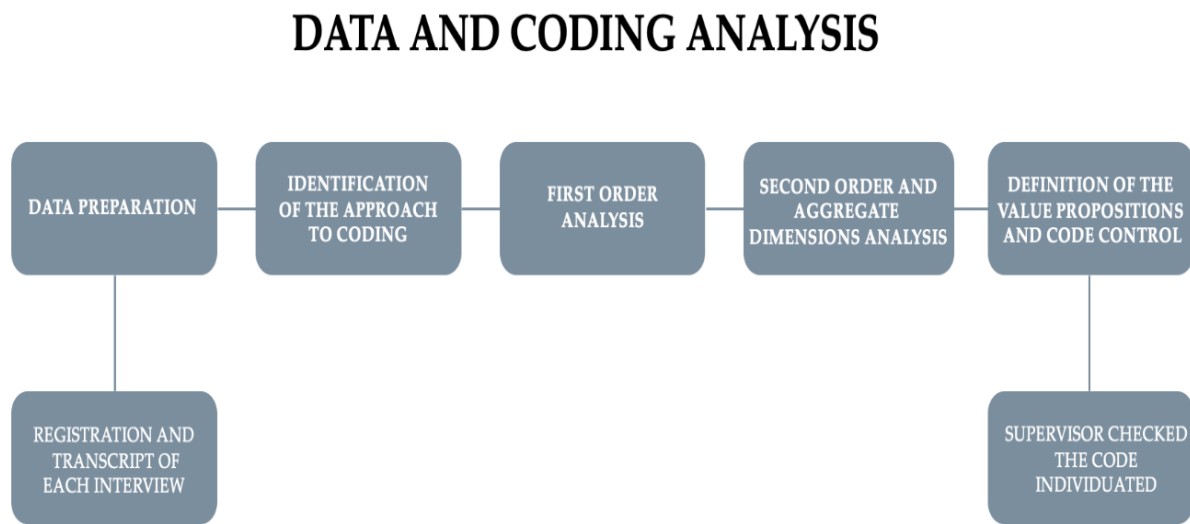 DATA AND CODING ANALYSIS
DATA PREPARATION
IDENTIFICATION
OF THE APPROACH
TO CODING
FIRST ORDER
ANALYSIS
SECOND ORDER AND
AGGREGATE
DIMENSIONS ANALYSIS
DEFINITION OF THE
VALUE PROPOSITIONS
AND CODE CONTROL
REGISTRATION AND
TRANSCRIPT OF
EACH INTERVIEW
SUPERVISOR CHECKED
THE CODE
INDIVIDUATED